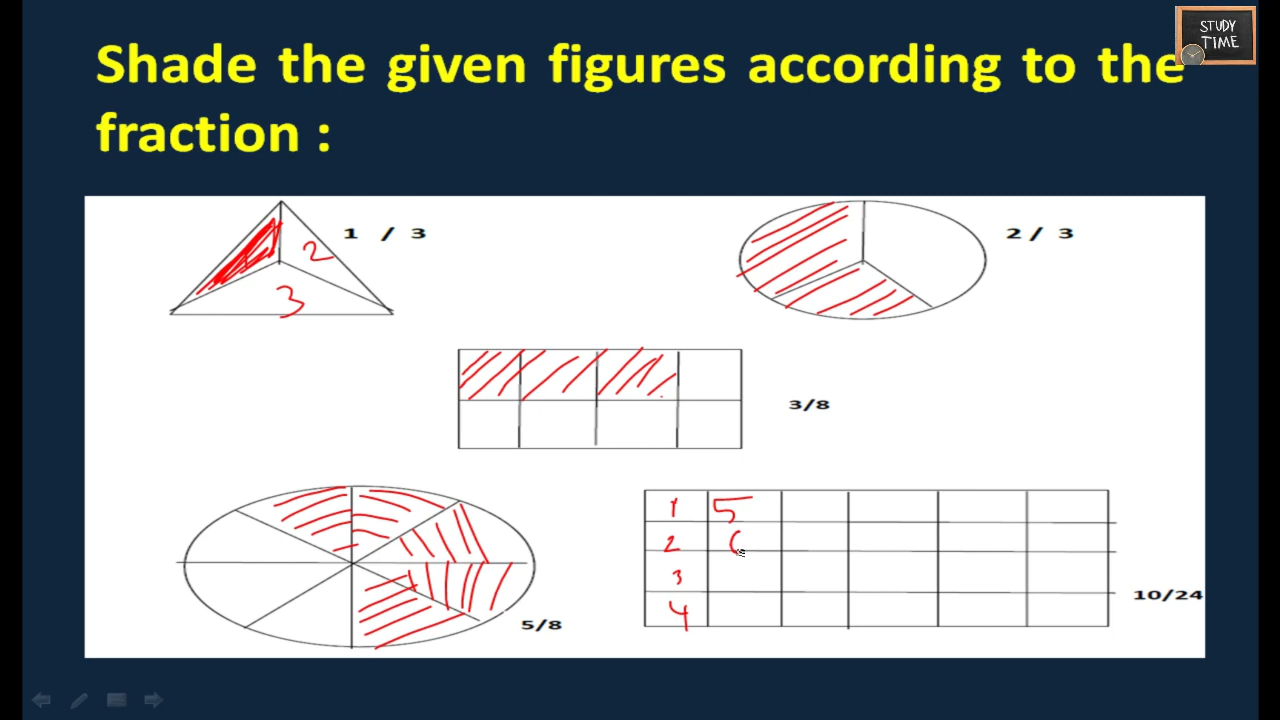 STUDY
TIME
Shade the given figures according to the
fraction :
1 / 3
2 / 3
2
3
3/8
5/8
1 5
2 6
3
4
10/24